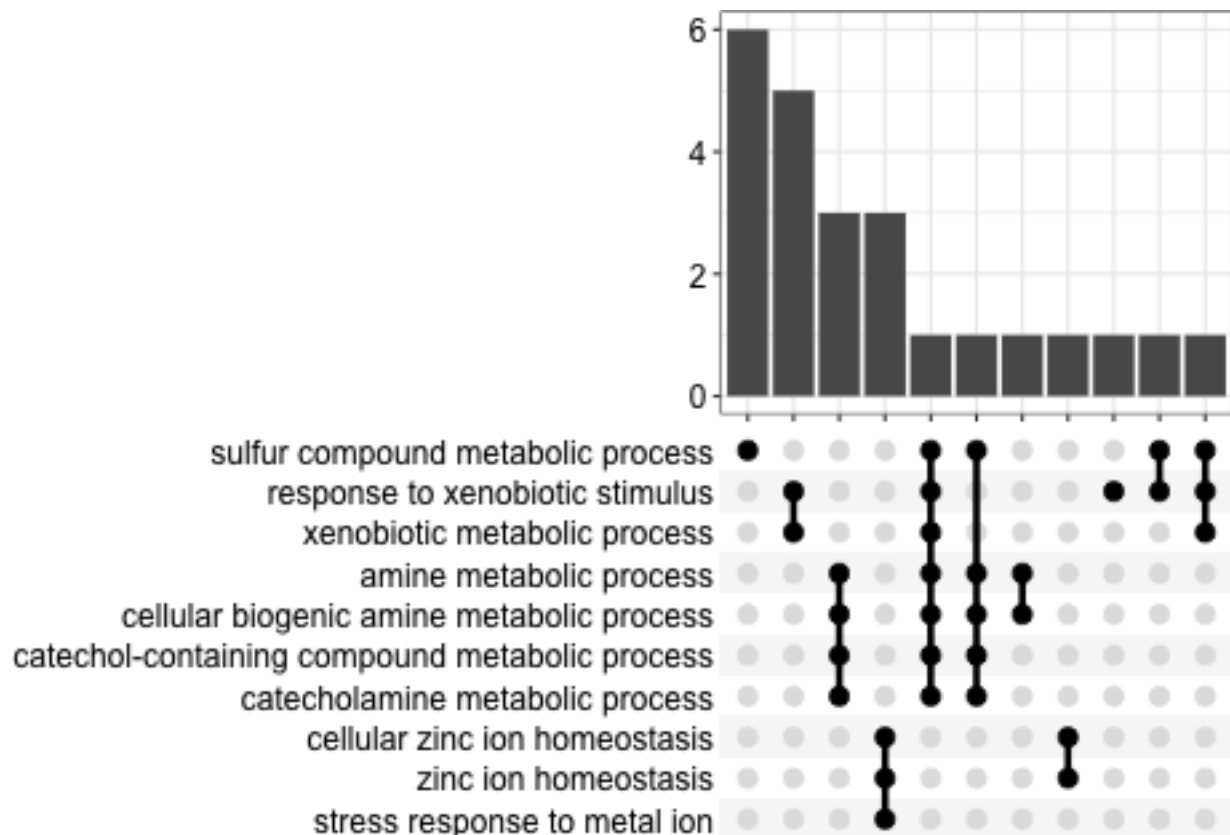 6
4
2
0
sulfur compound metabolic process
response to xenobiotic stimulus
xenobiotic metabolic process
amine metabolic process
cellular biogenic amine metabolic process
catechol-containing compound metabolic process
catecholamine metabolic process
cellular zinc ion homeostasis
zinc ion homeostasis
stress response to metal ion